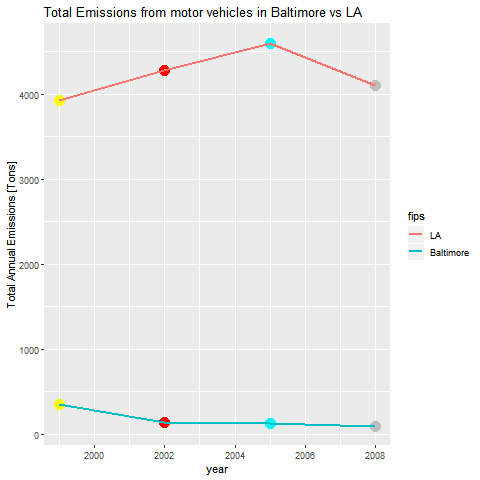 Total Emissions from motor vehicles in Baltimore vs LA
Total Annual Emissions [Tons]
4000
3000
2000
1000
0
2000
2002
2004
2006
2008
year
fips
LA
Baltimore